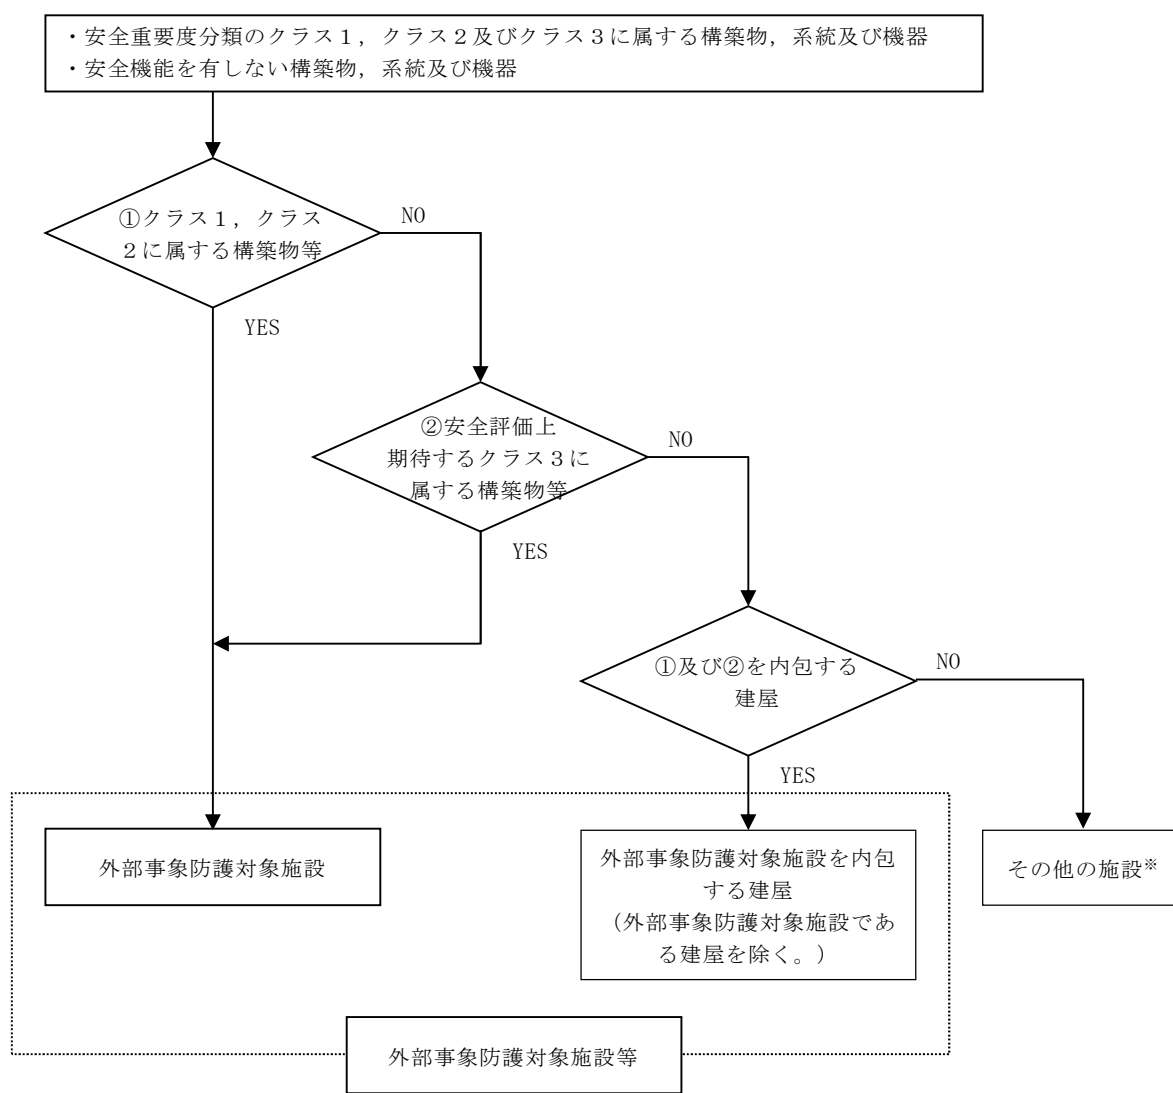 ・安全重要度分類のクラス１，クラス２及びクラス３に属する構築物，系統及び機器
・安全機能を有しない構築物，系統及び機器
①クラス１，クラス
２に属する構築物等
NO
YES
②安全評価上
期待するクラス３に
属する構築物等
NO
YES
①及び②を内包する
建屋
NO
YES
外部事象防護対象施設
外部事象防護対象施設を内包
する建屋
（外部事象防護対象施設であ
る建屋を除く。）
その他の施設※
外部事象防護対象施設等